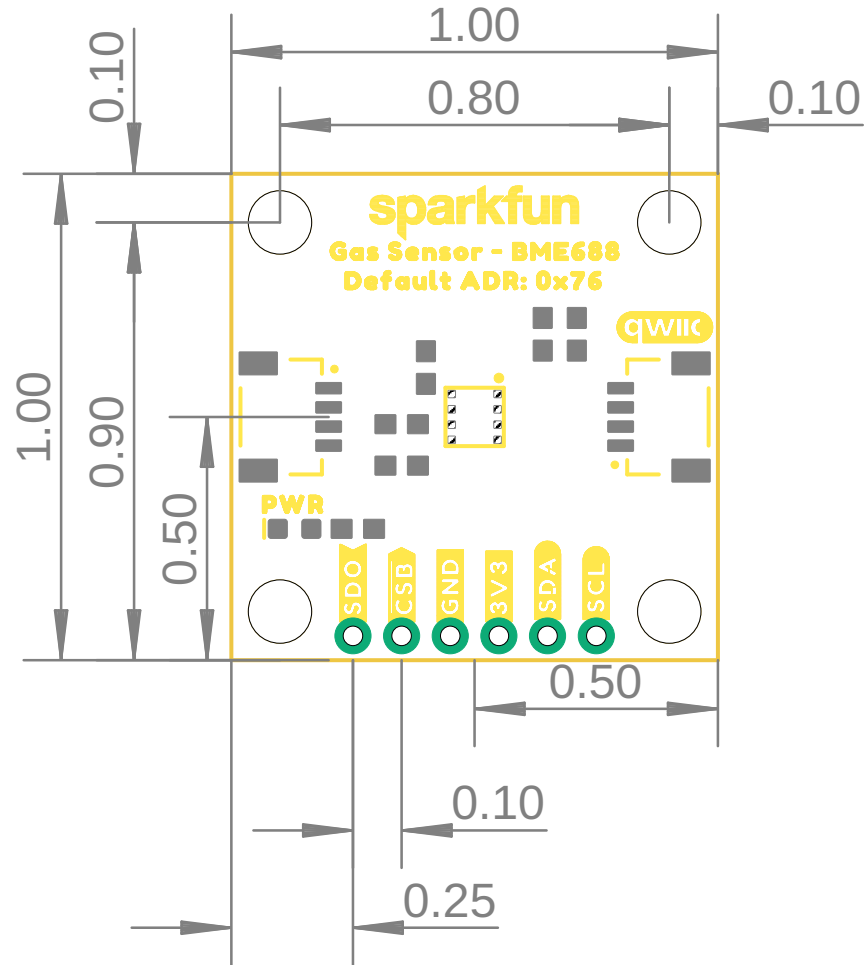 1.00
0.10
0.80
0.10
sparkfun
Gas Sensor - BME688
Default ADR: 0x76
qwiic
1.00
0.90
0.50
PWR
SDO
CSB
GND
3V3
SDA
SCL
0.50
0.10
0.25